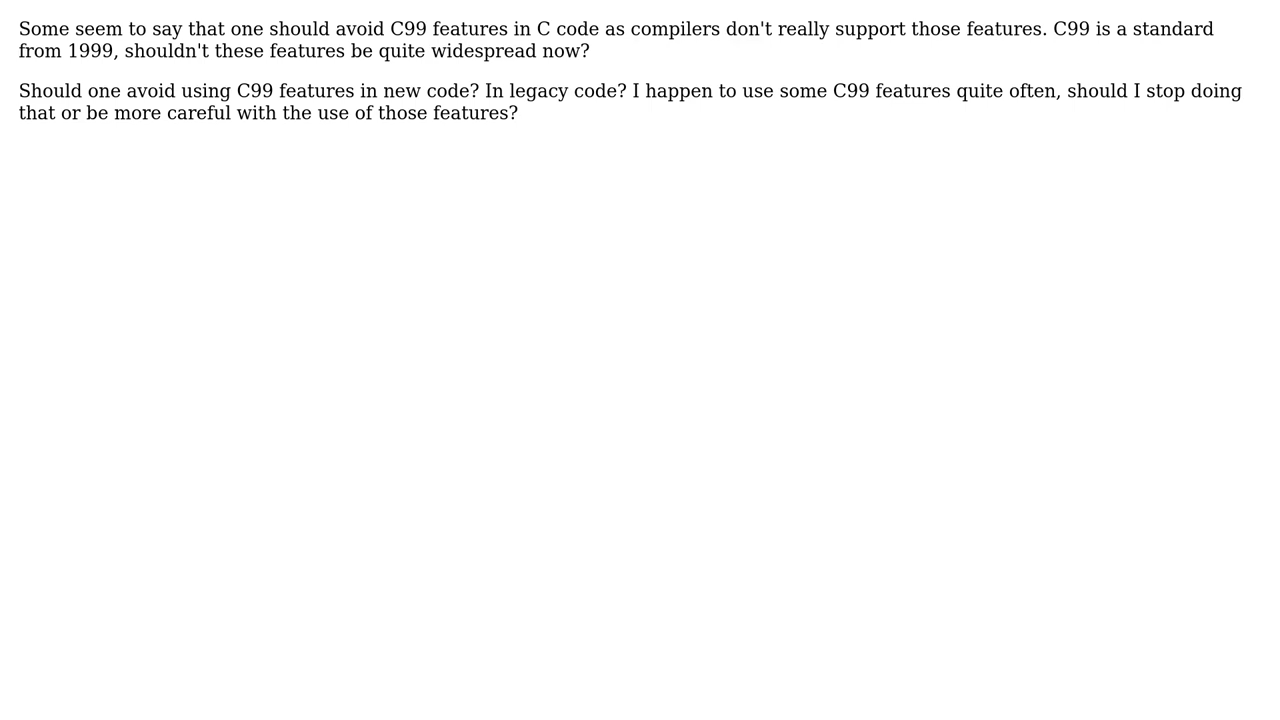 Some seem to say that one should avoid C99 features in C code as compilers don't really support those features. C99 is a standard
from 1999, shouldn't these features be quite widespread now?
Should one avoid using C99 features in new code? In legacy code? I happen to use some C99 features quite often, should I stop doing
that or be more careful with the use of those features?